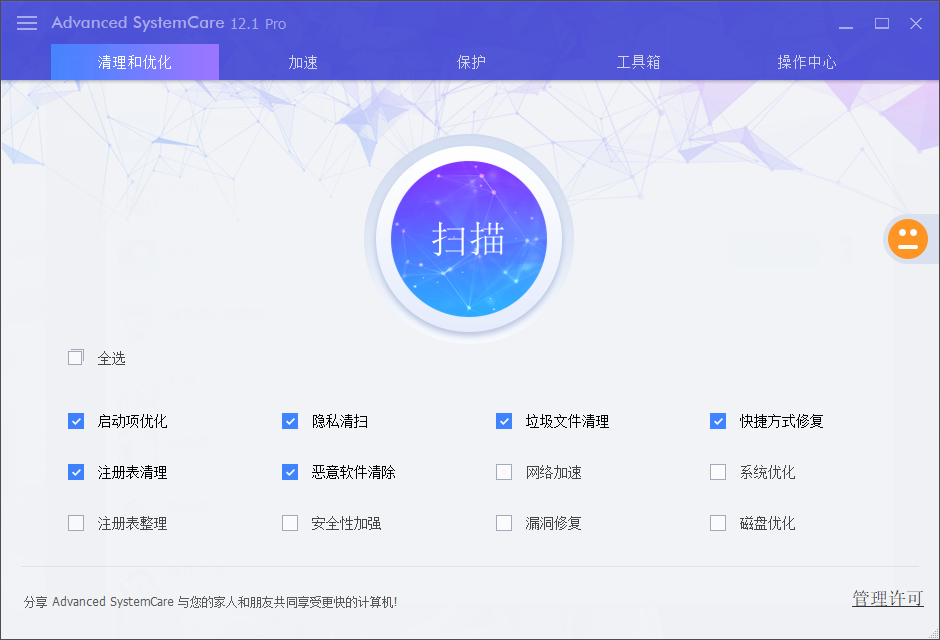 Advanced SystemCare 12.1 Pro
清理和优化 加速 保护 工具箱 操作中心
扫描
全选
启动项优化 隐私清扫 垃圾文件清理 快捷方式修复
注册表清理 恶意软件清除 网络加速 系统优化
注册表整理 安全性加强 漏洞修复 磁盘优化
分享 Advanced SystemCare 与您的家人和朋友共同享受更快的计算机!
管理许可